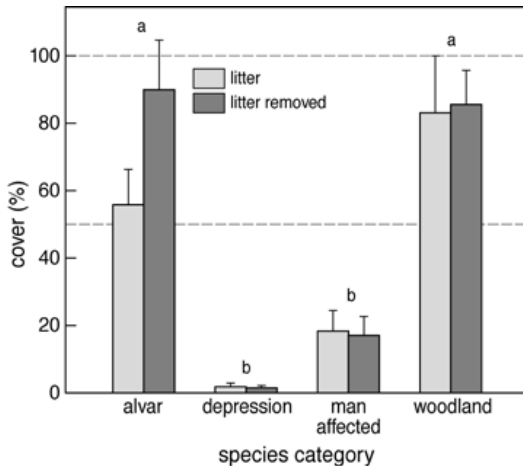 a
a
100
litter
litter removed
80
cover (%)
60
40
20
b
b
0
alvar
depression
man
affected
woodland
species category